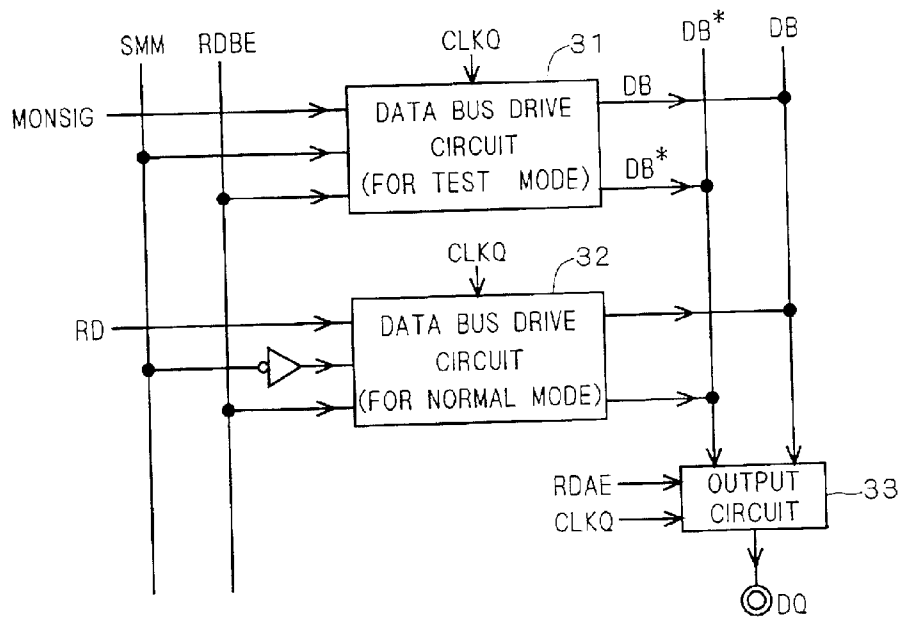 SMM RDBE CLKQ 31 DB* DB
MONSIG
DATA BUS DRIVE
CIRCUIT
(FOR TEST MODE)
DB
DB*
CLKQ 32
RD
DATA BUS DRIVE
CIRCUIT
(FOR NORMAL MODE)
RDAE
CLKQ
OUTPUT
CIRCUIT
33
DQ